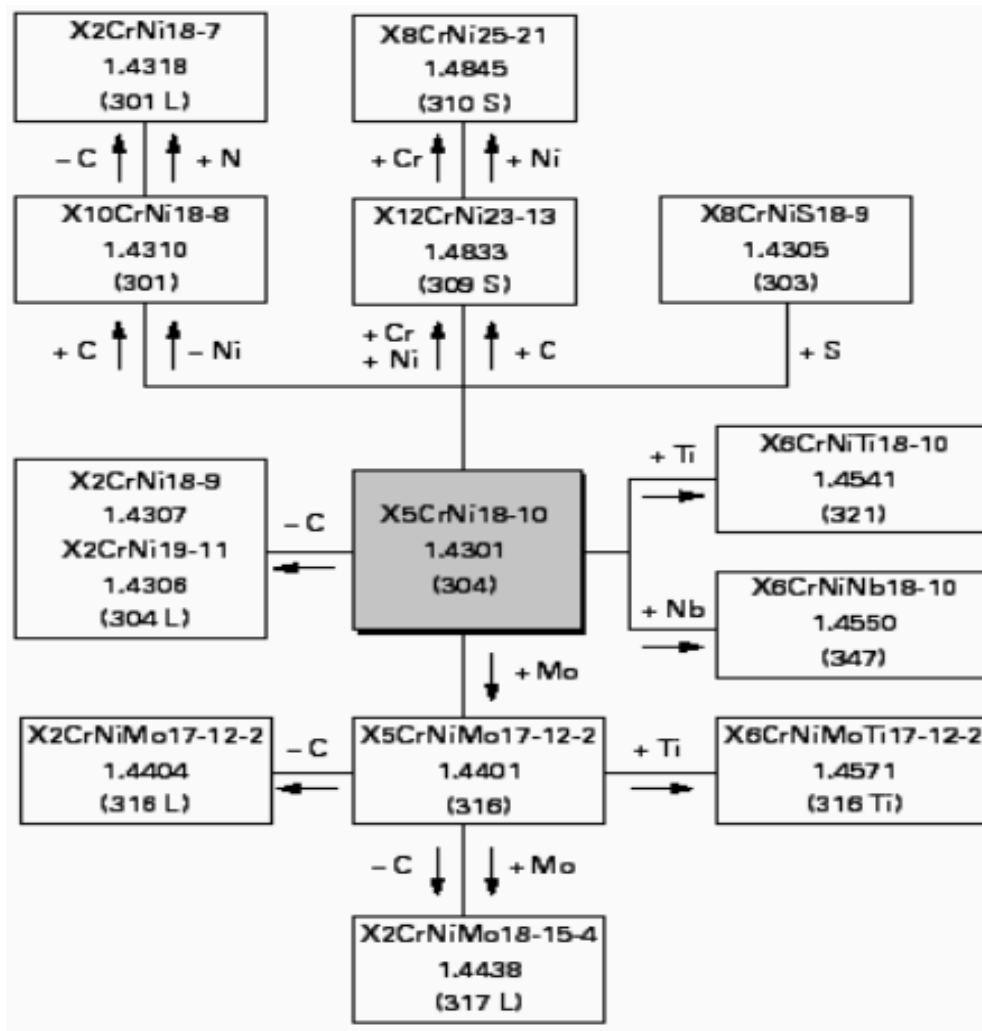 X2CrNi18-7
1.4318
(301 L)
X8CrNi25-21
1.4845
(310 S)
– C
+ N
+ Cr
+ Ni
X10CrNi18-8
1.4310
(301)
X12CrNi23-13
1.4833
(309 S)
X8CrNiS18-9
1.4305
(303)
+ C
– Ni
+ Cr
+ Ni
+ C
+ S
X2CrNi18-9
1.4307
X2CrNi19-11
1.4306
(304 L)
– C
X5CrNi18-10
1.4301
(304)
+ Ti
X6CrNiTi18-10
1.4541
(321)
+ Nb
X6CrNiNb18-10
1.4550
(347)
+ Mo
X2CrNiMo17-12-2
1.4404
(316 L)
– C
X5CrNiMo17-12-2
1.4401
(316)
+ Ti
X6CrNiMoTi17-12-2
1.4571
(316 Ti)
– C
+ Mo
X2CrNiMo18-15-4
1.4438
(317 L)